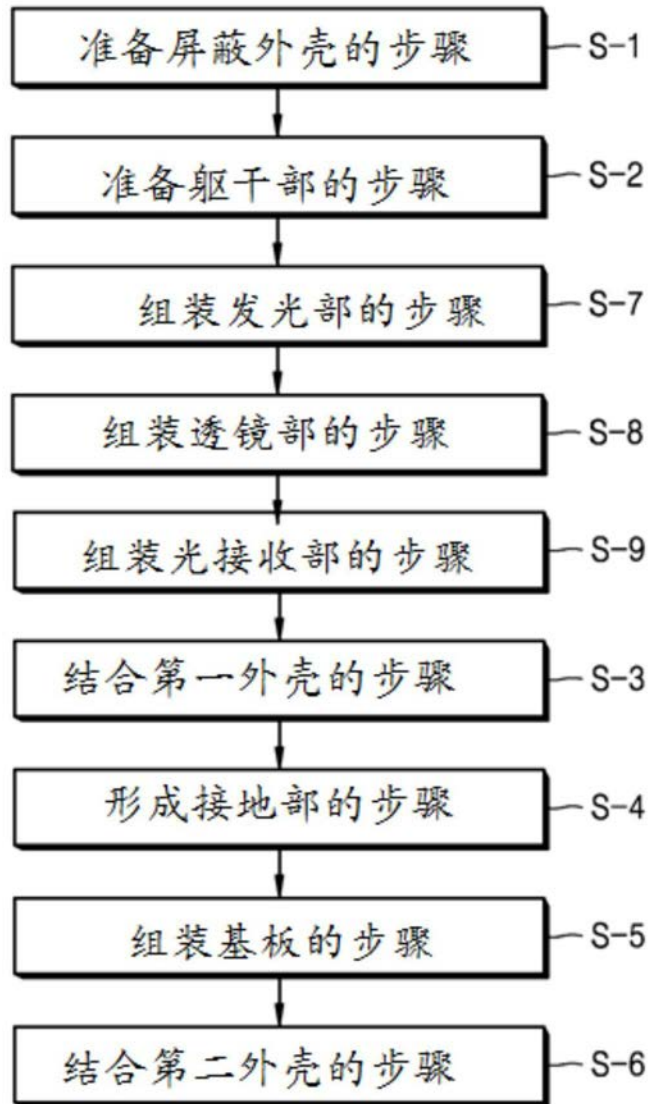 准备屏蔽外壳的步骤 S-1
准备躯干部的步骤 S-2
组装发光部的步骤 S-7
组装透镜部的步骤 S-8
组装光接收部的步骤 S-9
结合第一外壳的步骤 S-3
形成接地部的步骤 S-4
组装基板的步骤 S-5
结合第二外壳的步骤 S-6